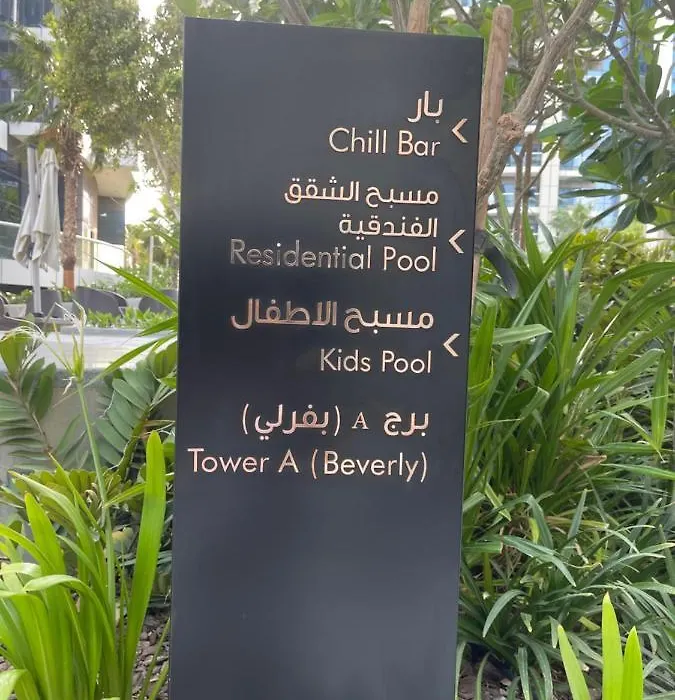 بار
Chill Bar
مسبح الشقق
الفندقية
Residential Pool
مسبح الاطفال
Kids Pool
برج A (بفرلي)
Tower A (Beverly)